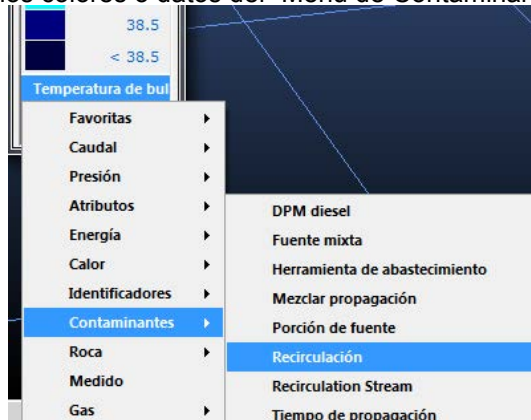 colores o datos del Menú de
38.5
< 38.5
Temperatura de bul
Favoritas
Caudal
Presión
Atributos
Energía
Calor
Identificadores
Contaminantes
Roca
Medido
Gas
DPM diesel
Fuente mixta
Herramienta de abastecimiento
Mezclar propagación
Porción de fuente
Recirculación
Recirculation Stream
Tiempo de propagación